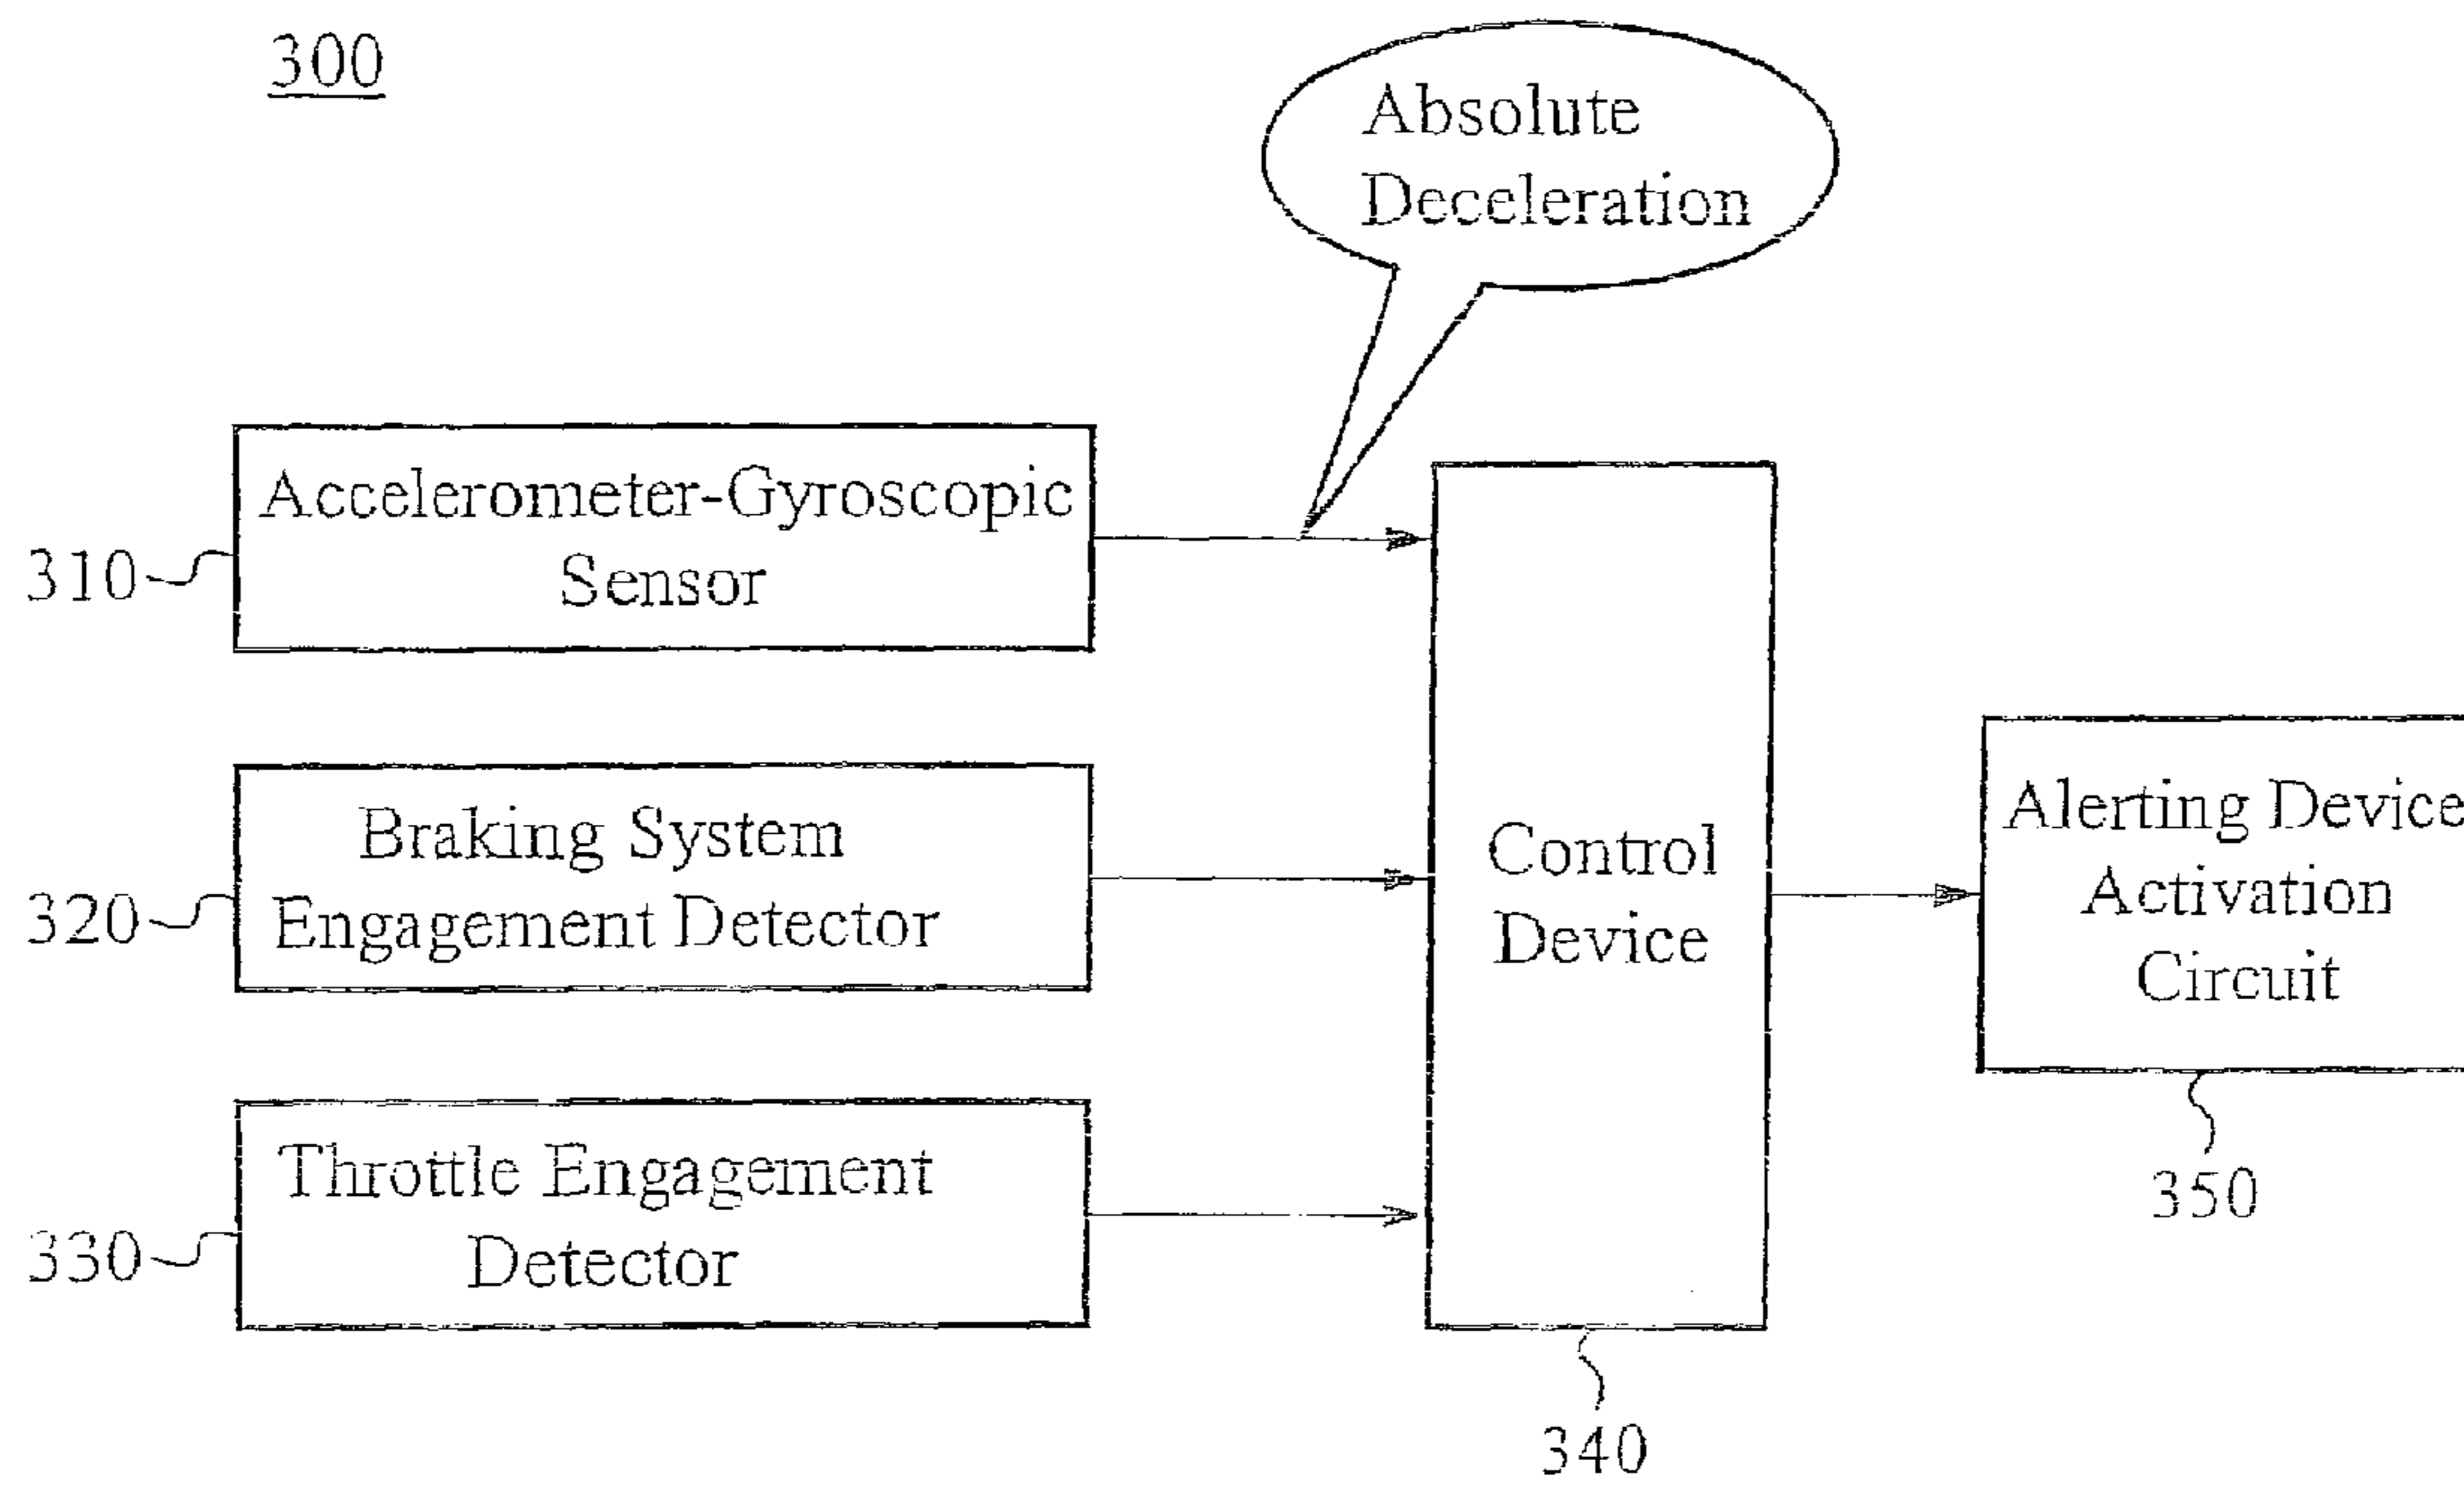 300
Absolute
Deceleration
Accelerometer-Gyroscopic
Sensor
310
Braking System
Engagement Detector
320
Throttle Engagement
Detector
330
Control
Device
340
Alerting Device
Activation
Circuit
350